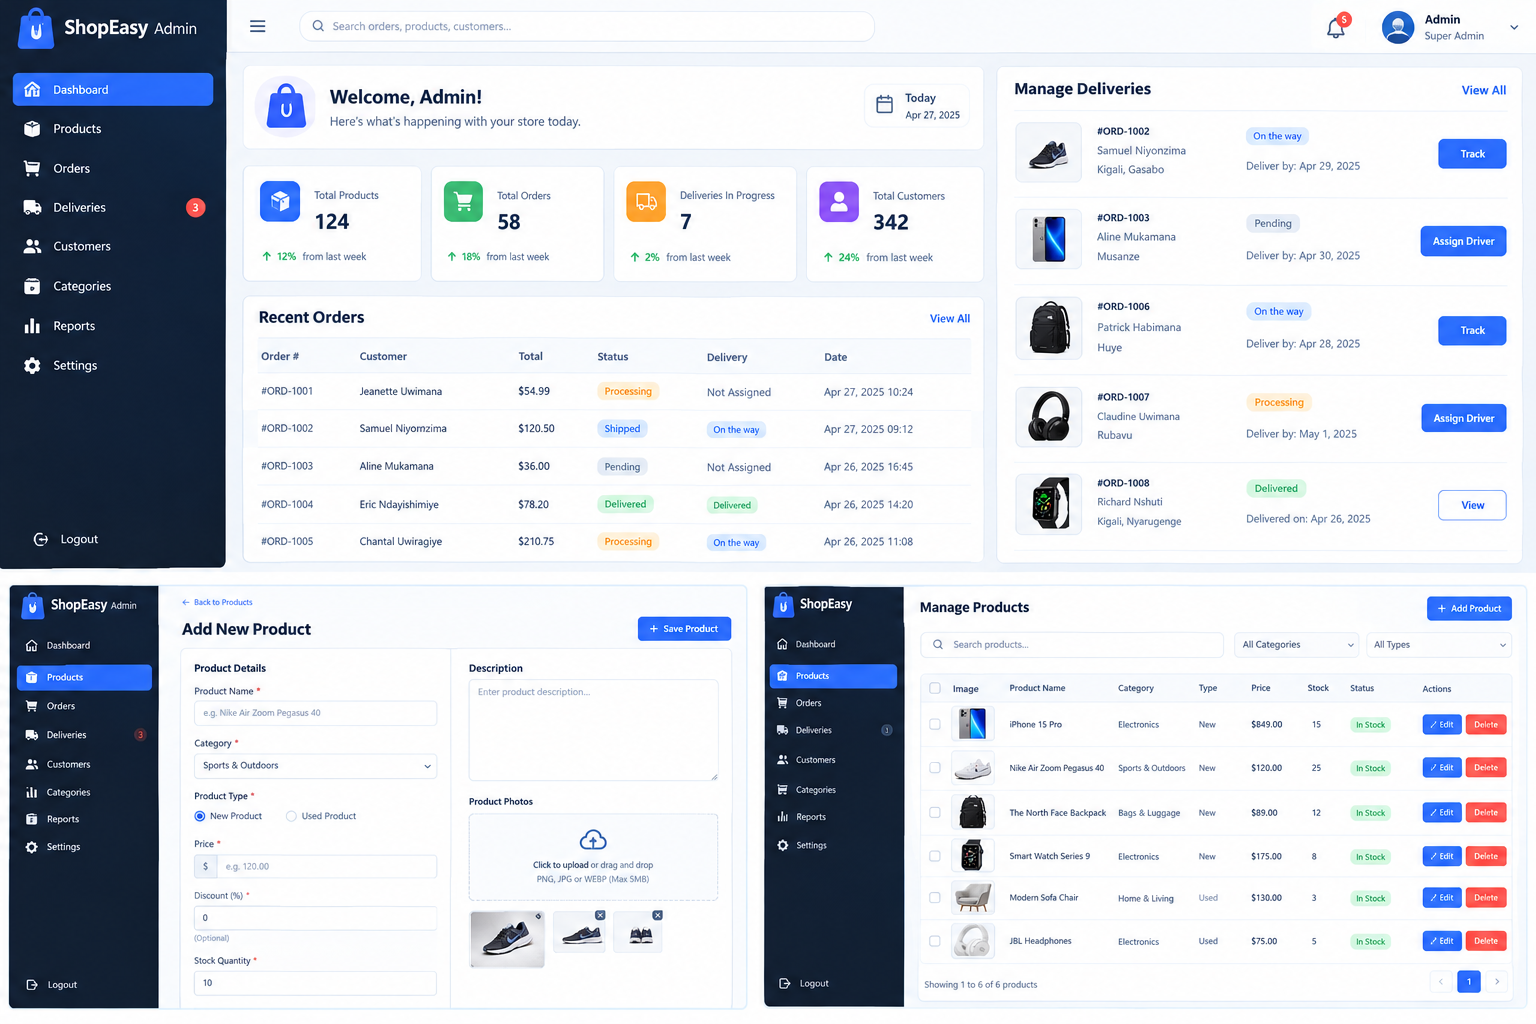 ShopEasy Admin
Dashboard
Products
Orders
Deliveries 3
Customers
Categories
Reports
Settings
Logout
Search orders, products, customers...
5
Admin
Super Admin
Welcome, Admin!
Here's what's happening with your store today.
Today
Apr 27, 2025
Total Products
124
↑ 12% from last week
Total Orders
58
↑ 18% from last week
Deliveries In Progress
7
↑ 2% from last week
Total Customers
342
↑ 24% from last week
Recent Orders View All
Order # Customer Total Status Delivery Date
#ORD-1001 Jeanette Uwimana $54.99 Processing Not Assigned Apr 27, 2025 10:24
#ORD-1002 Samuel Niyomzima $120.50 Shipped On the way Apr 27, 2025 09:12
#ORD-1003 Aline Mukamana $36.00 Pending Not Assigned Apr 26, 2025 16:45
#ORD-1004 Eric Ndayishimiye $78.20 Delivered Delivered Apr 26, 2025 14:20
#ORD-1005 Chantal Uwiragiye $210.75 Processing On the way Apr 26, 2025 11:08
Manage Deliveries View All
#ORD-1002
Samuel Niyonzima
Kigali, Gasabo
On the way
Deliver by: Apr 29, 2025
Track
#ORD-1003
Aline Mukamana
Musanze
Pending
Deliver by: Apr 30, 2025
Assign Driver
#ORD-1006
Patrick Habimana
Huye
On the way
Deliver by: Apr 28, 2025
Track
#ORD-1007
Claudine Uwimana
Rubavu
Processing
Deliver by: May 1, 2025
Assign Driver
#ORD-1008
Richard Nshuti
Kigali, Nyarugenge
Delivered
Delivered on: Apr 26, 2025
View
ShopEasy Admin
Dashboard
Products
Orders
Deliveries 3
Customers
Categories
Reports
Settings
Logout
← Back to Products
Add New Product
+ Save Product
Product Details
Product Name *
e.g. Nike Air Zoom Pegasus 40
Category *
Sports & Outdoors
Product Type *
New Product Used Product
Price *
$ e.g. 120.00
Discount (%) *
0
(Optional)
Stock Quantity *
10
Description
Enter product description...
Product Photos
Click to upload or drag and drop
PNG, JPG or WEBP (Max 5MB)
ShopEasy
Dashboard
Products
Orders
Deliveries
Customers
Categories
Reports
Settings
Logout
Manage Products
+ Add Product
Search products...
All Categories
All Types
Image Product Name Category Type Price Stock Status Actions
iPhone 15 Pro Electronics New $849.00 15 In Stock Edit Delete
Nike Air Zoom Pegasus 40 Sports & Outdoors New $120.00 25 In Stock Edit Delete
The North Face Backpack Bags & Luggage New $89.00 12 In Stock Edit Delete
Smart Watch Series 9 Electronics New $175.00 8 In Stock Edit Delete
Modern Sofa Chair Home & Living Used $130.00 3 In Stock Edit Delete
JBL Headphones Electronics Used $75.00 5 In Stock Edit Delete
Showing 1 to 6 of 6 products
1